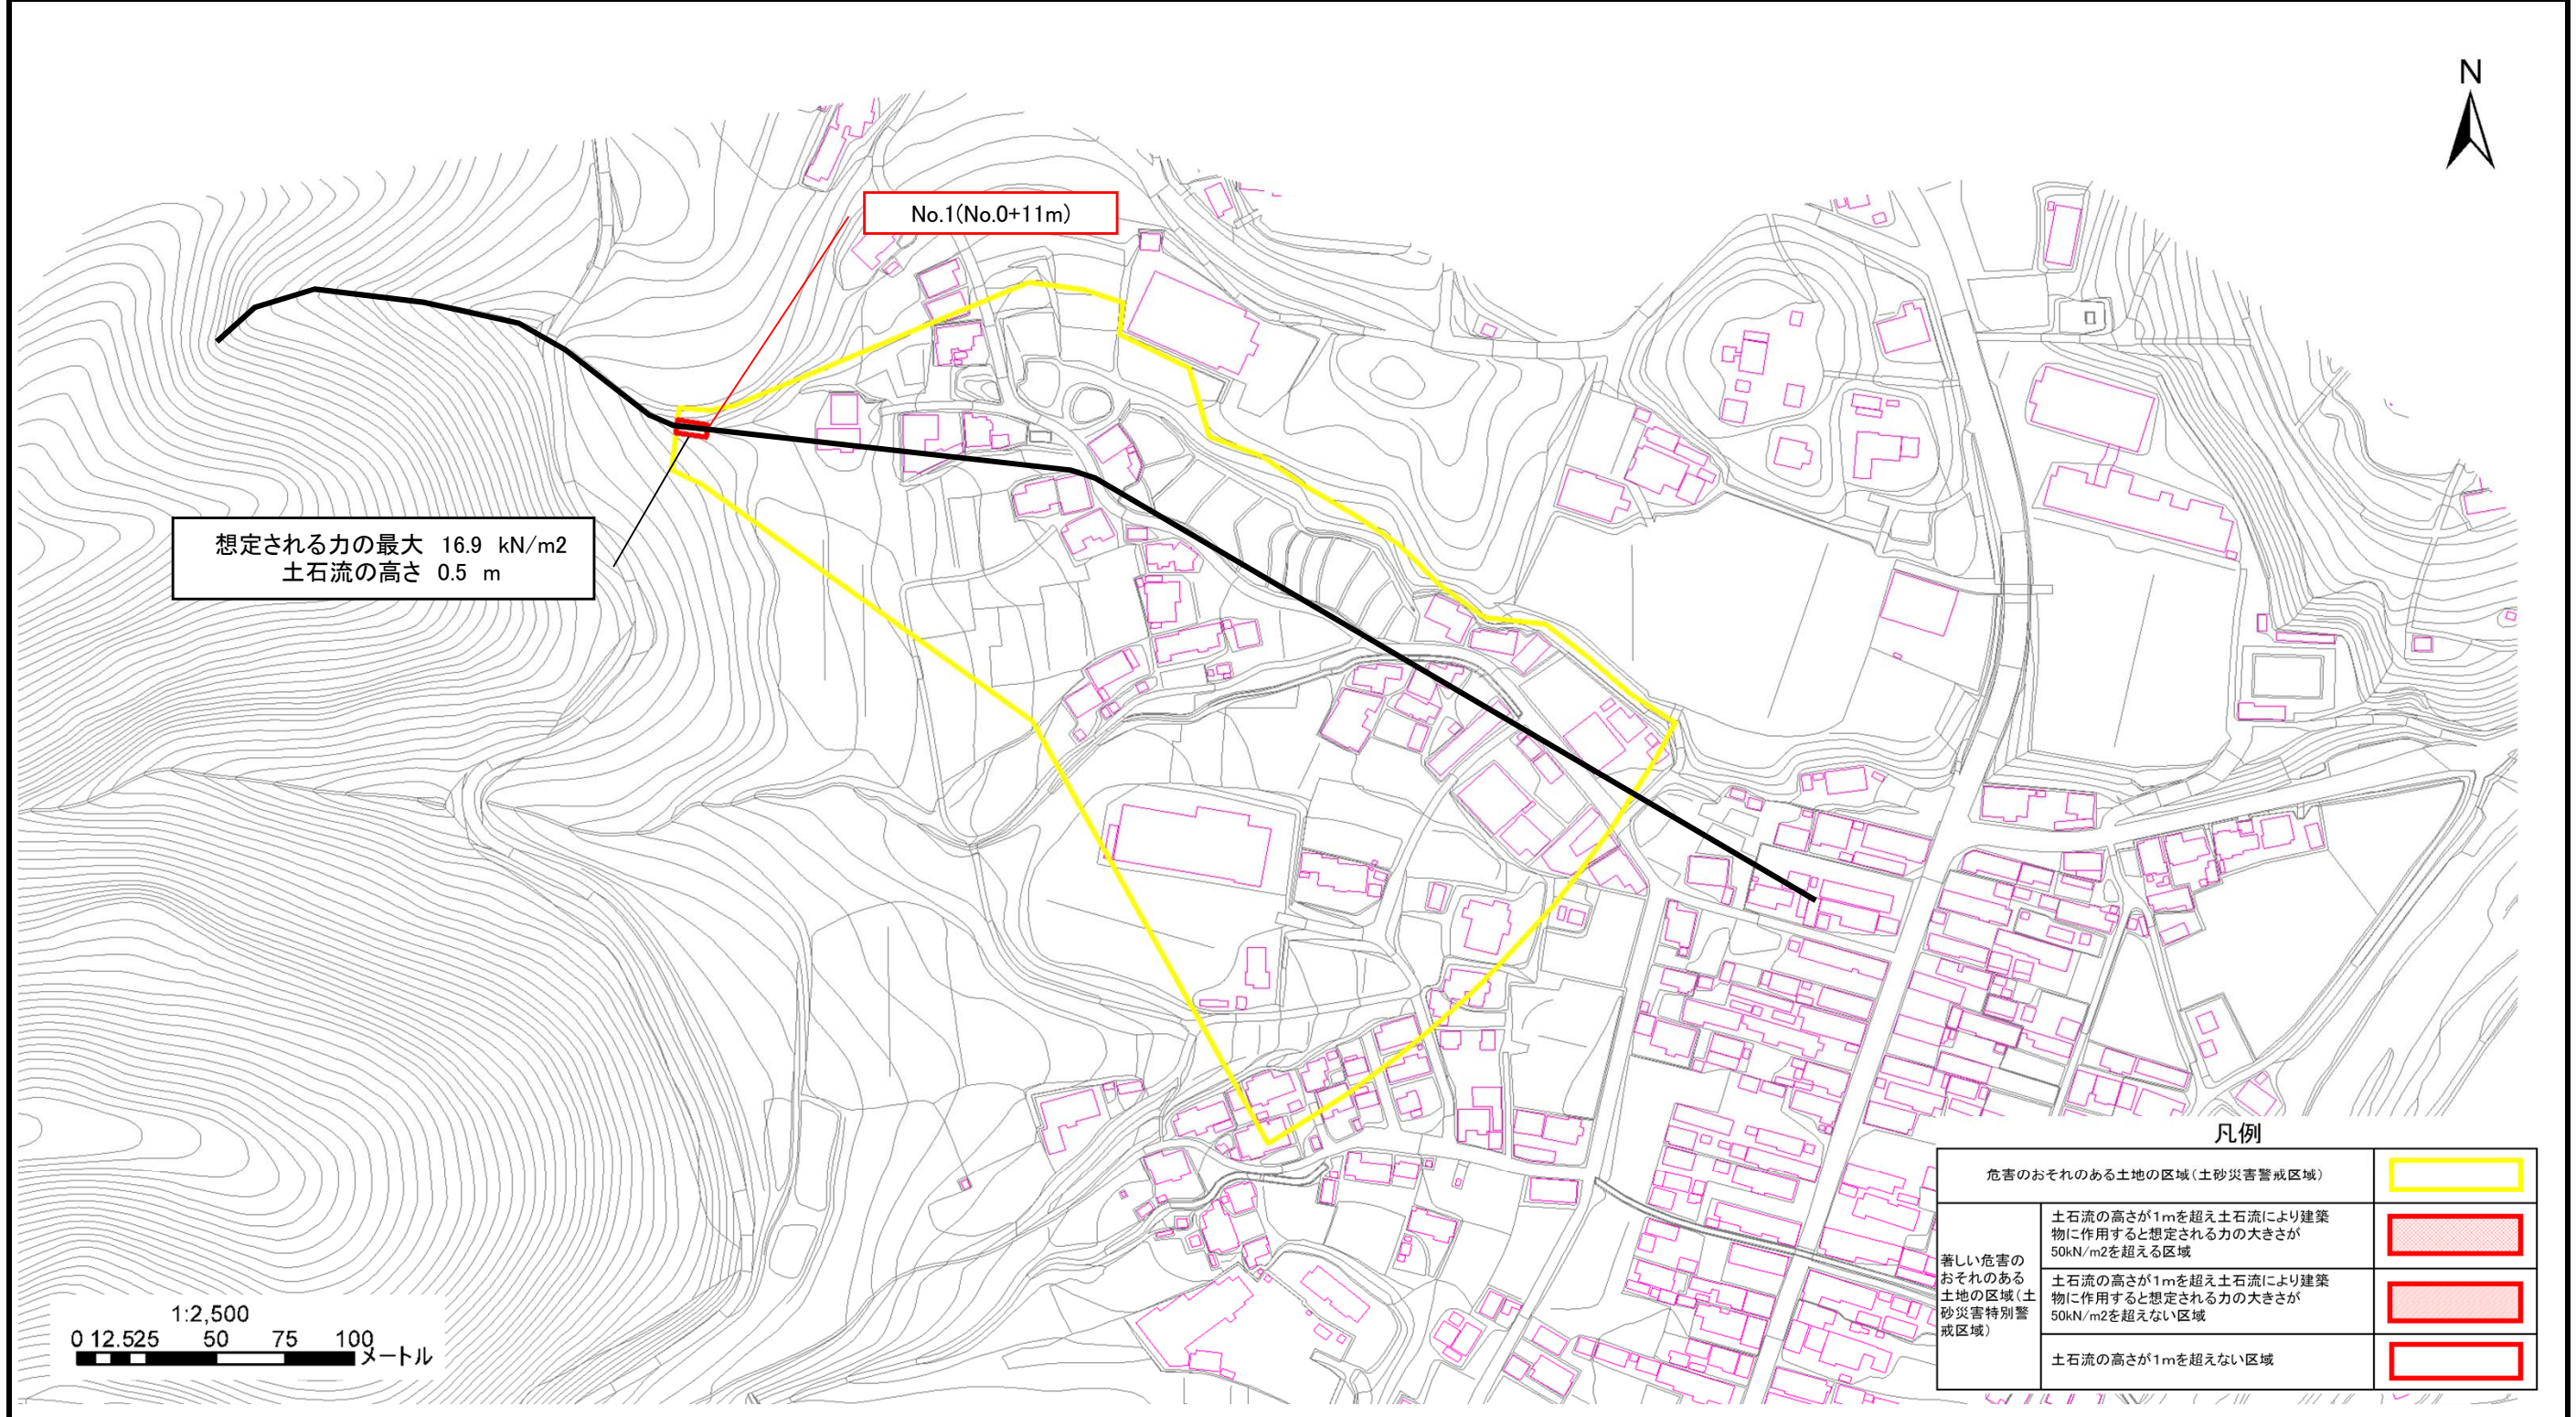 N
No.1(No.0+11m)
想定される力の最大 16.9 kN/m2
土石流の高さ 0.5 m
凡例
危害のおそれのある土地の区域(土砂災害警戒区域)
著しい危害の
おそれのある
土地の区域(土
砂災害特別警
戒区域)
土石流の高さが1mを超え土石流により建築
物に作用すると想定される力の大きさが
50kN/m2を超える区域
土石流の高さが1mを超え土石流により建築
物に作用すると想定される力の大きさが
50kN/m2を超えない区域
土石流の高さが1mを超えない区域
1:2,500
0 12.525 50 75 100
メートル